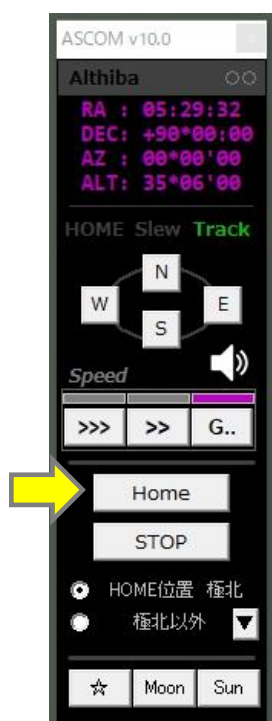 ASCOM v10.0
Althiba
RA : 05:29:32
DEC: +90*00:00
AZ : 00*00'00
ALT: 35*06'00
HOME Slew Track
N
W E
S
Speed
>>> >> G..
Home
STOP
HOME位置 極北
極北以外 ▼
☆ Moon Sun